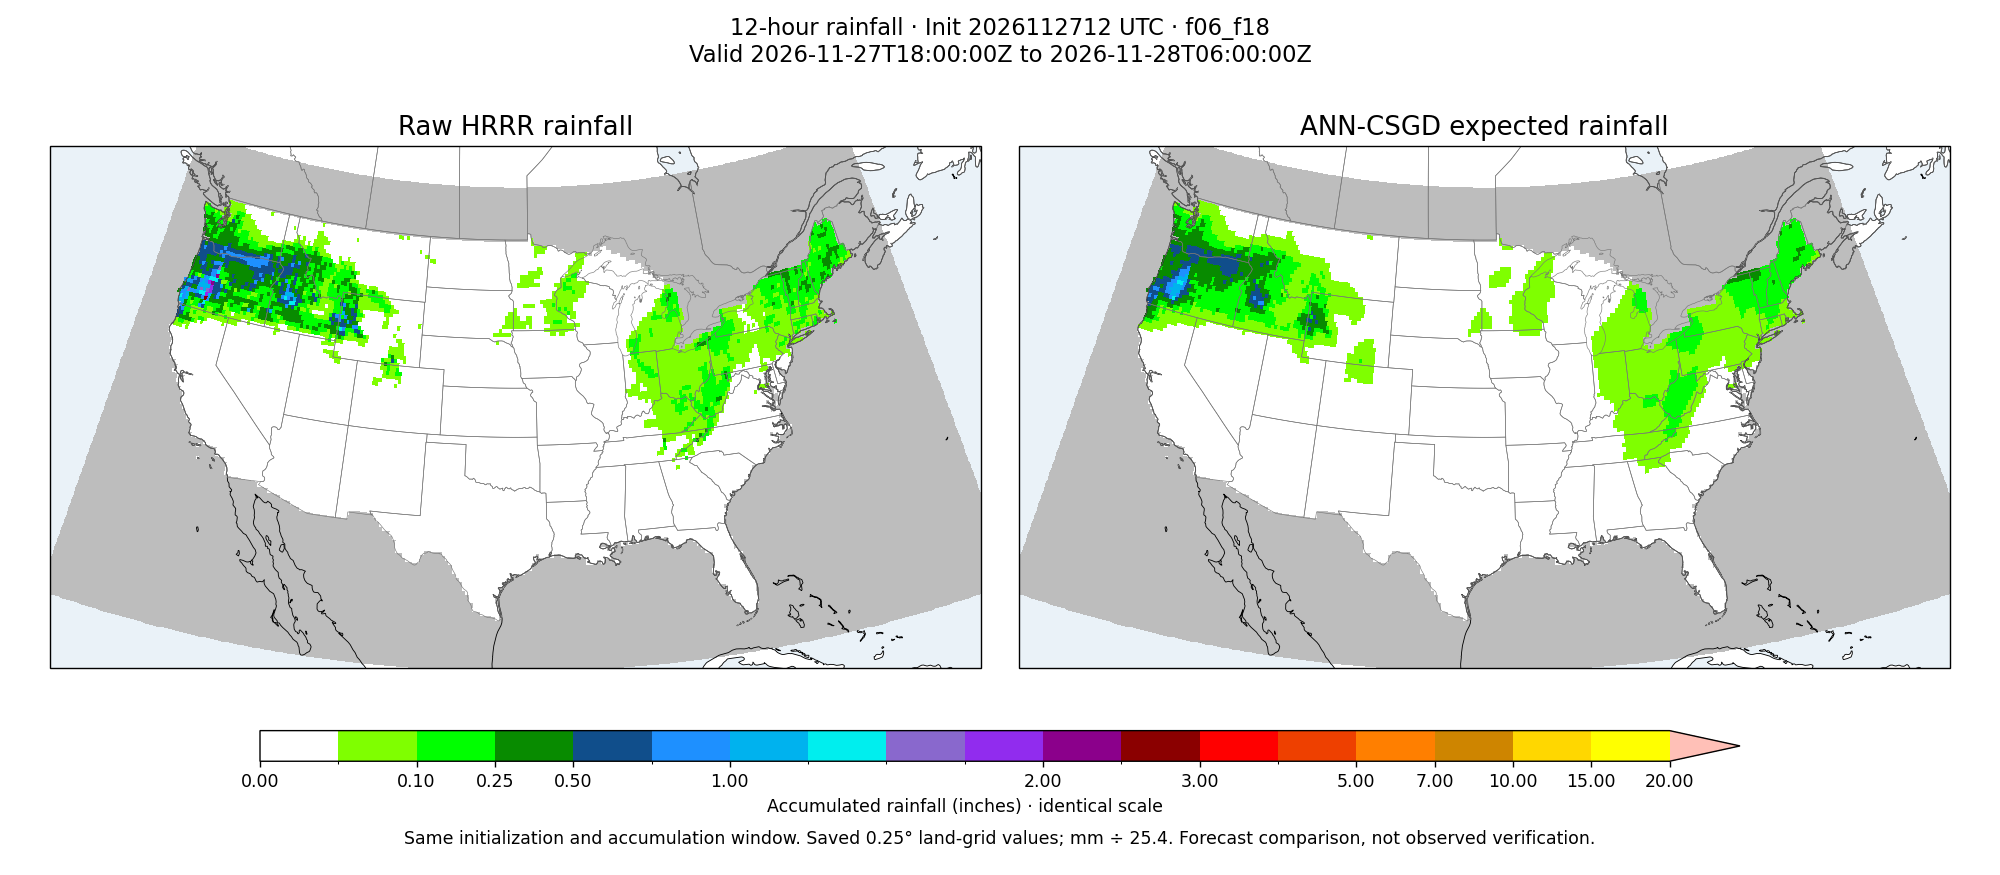 12-hour rainfall · Init 2026112712 UTC · f06_f18
Valid 2026-11-27T18:00:00Z to 2026-11-28T06:00:00Z
Raw HRRR rainfall
ANN-CSGD expected rainfall
0.00 0.10 0.25 0.50 1.00 2.00 3.00 5.00 7.00 10.00 15.00 20.00
Accumulated rainfall (inches) · identical scale
Same initialization and accumulation window. Saved 0.25° land-grid values; mm ÷ 25.4. Forecast comparison, not observed verification.